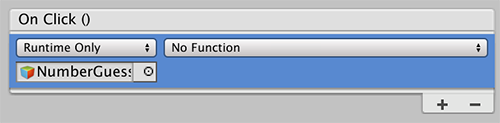 On Click ()
Runtime Only No Function
NumberGuess
+ −